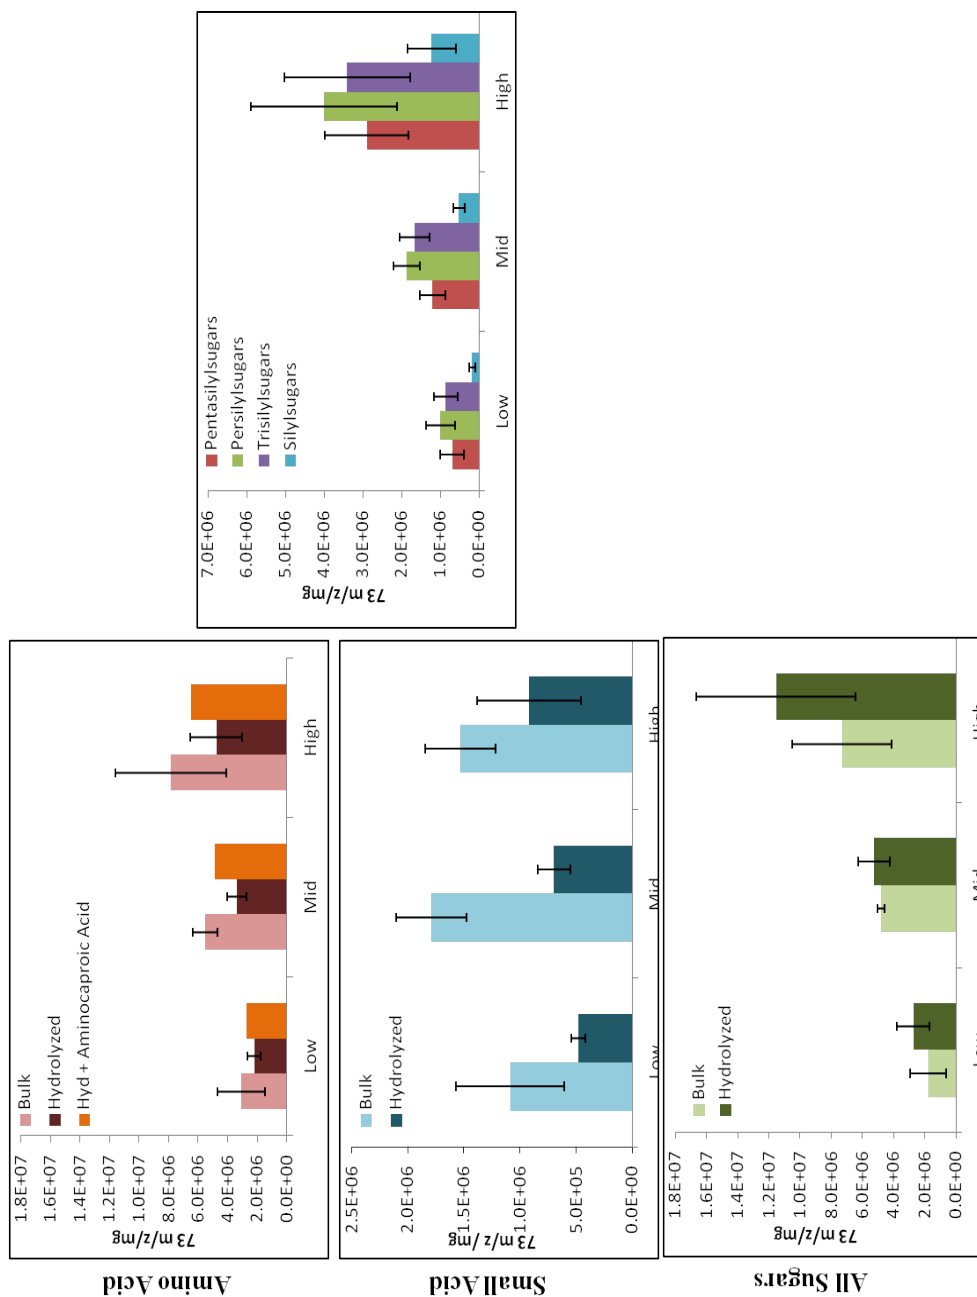 Amino Acid
73 m/z/mg
1.8E+07
1.6E+07
1.4E+07
1.2E+07
1.0E+07
8.0E+06
6.0E+06
4.0E+06
2.0E+06
0.0E+00
Bulk
Hydrolyzed
Hyd + Aminocaproic Acid
Low
Mid
High
7.0E+06
6.0E+06
5.0E+06
4.0E+06
3.0E+06
2.0E+06
1.0E+06
0.0E+00
73 m/z/mg
Pentasilylsugars
Persilylsugars
Trisilylsugars
Silylsugars
Low
Mid
High
Small Acid
73 m/z/mg
2.5E+06
2.0E+06
1.5E+06
1.0E+06
5.0E+05
0.0E+00
Bulk
Hydrolyzed
Low
Mid
High
All Sugars
73 m/z/mg
1.8E+07
1.6E+07
1.4E+07
1.2E+07
1.0E+07
8.0E+06
6.0E+06
4.0E+06
2.0E+06
0.0E+00
Bulk
Hydrolyzed
Low
Mid
High